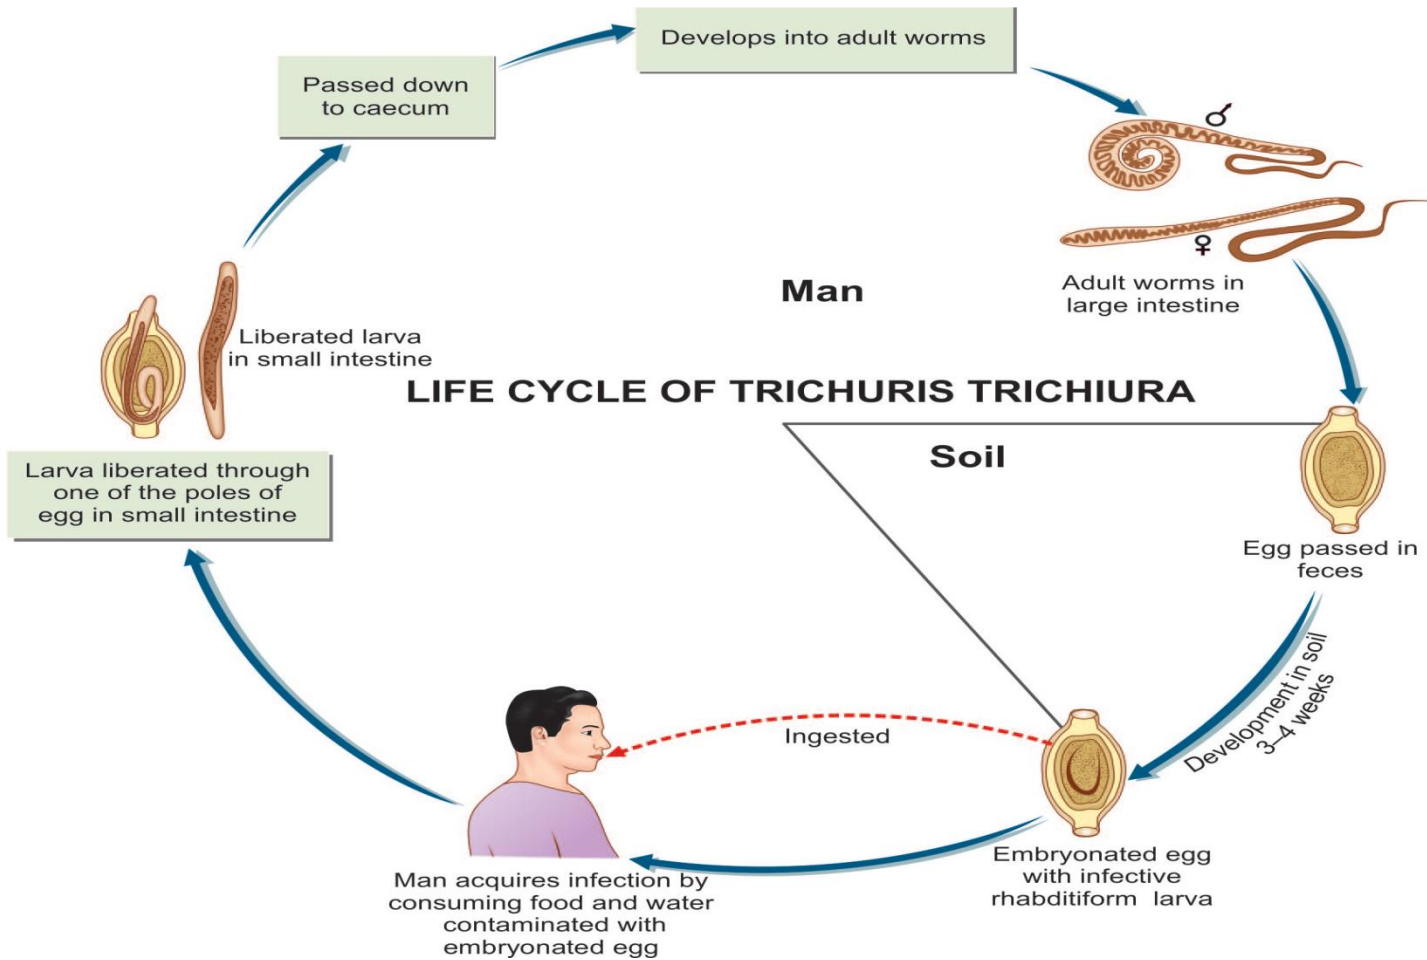 Develops into adult worms
Passed down
to caecum
♂
♀
Adult worms in
large intestine
Man
Liberated larva
in small intestine
LIFE CYCLE OF TRICHURIS TRICHIURA
Soil
Larva liberated through
one of the poles of
egg in small intestine
Egg passed in
feces
Development in soil
3–4 weeks
Ingested
Embryonated egg
with infective
rhabditiform larva
Man acquires infection by
consuming food and water
contaminated with
embryonated egg